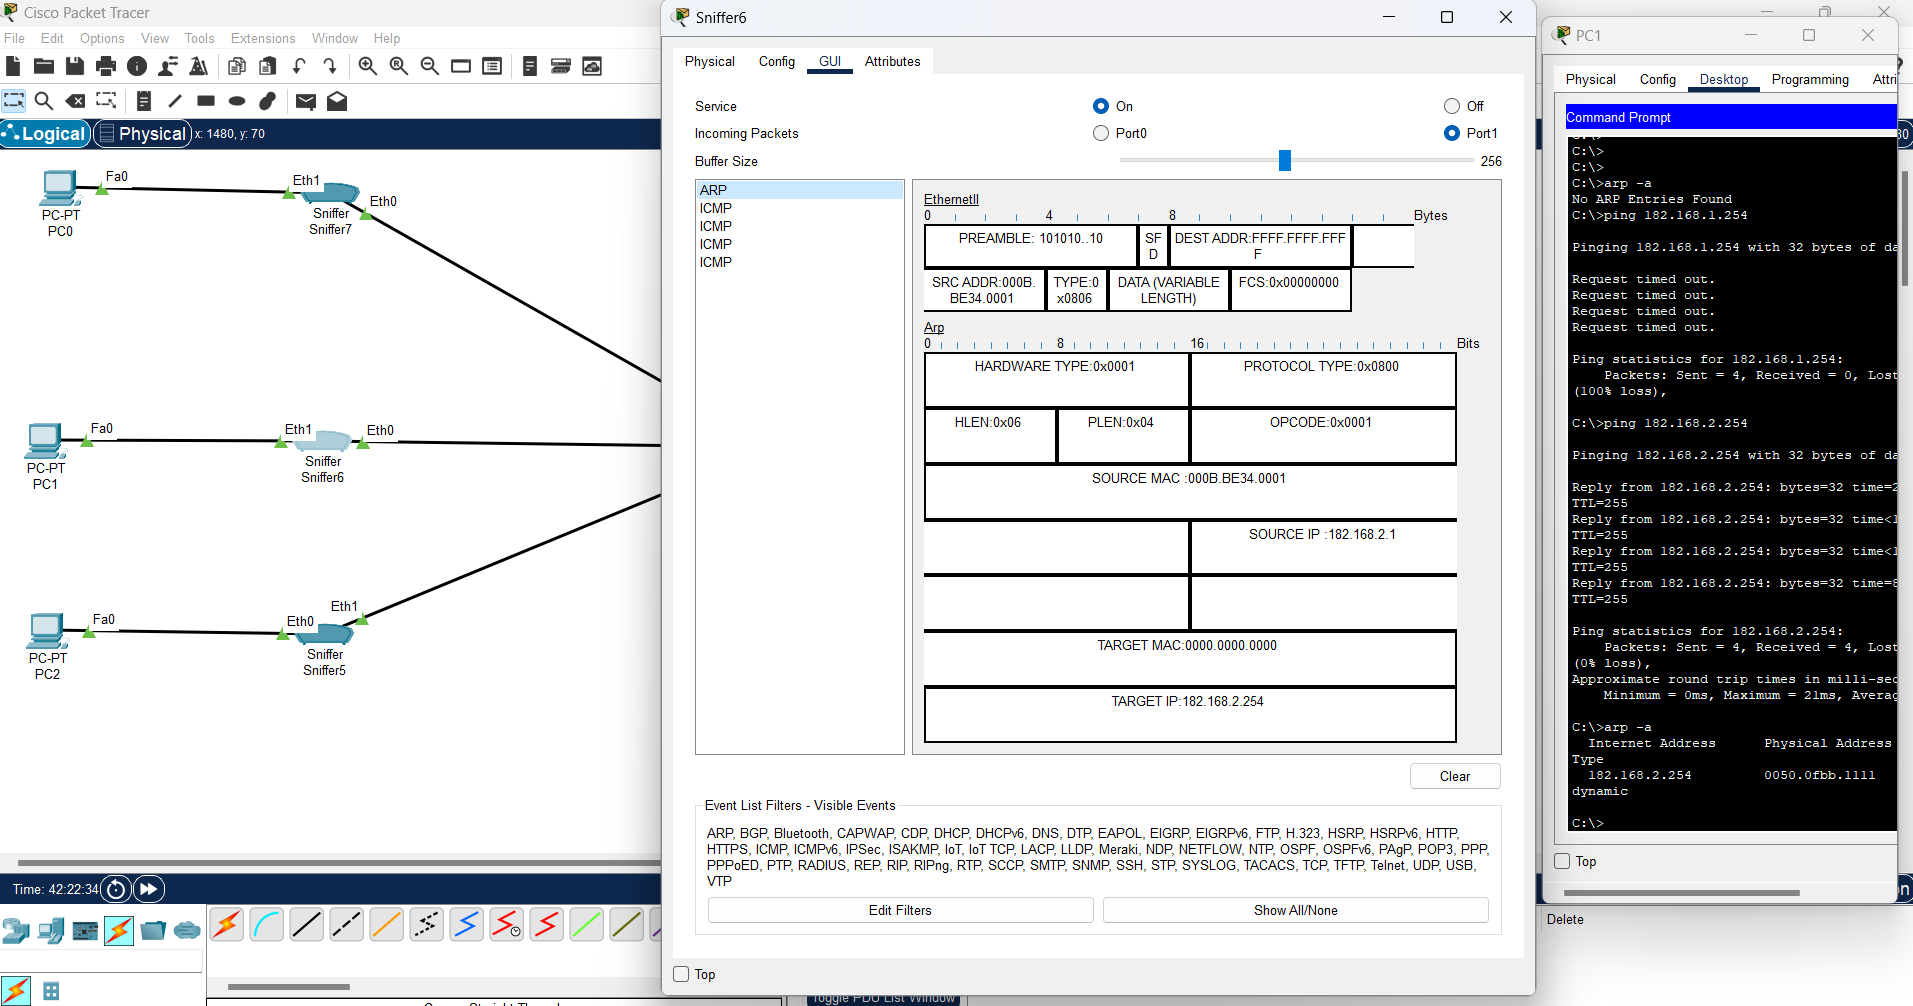 Cisco Packet Tracer
File Edit Options View Tools Extensions Window Help
Logical Physical x: 1480, y: 70
Fa0
PC-PT
PC0
Eth1
Eth0
Sniffer
Sniffer7
Fa0
PC-PT
PC1
Eth1
Eth0
Sniffer
Sniffer6
Fa0
PC-PT
PC2
Eth0
Eth1
Sniffer
Sniffer5
Time: 42:22:34
Sniffer6
Physical Config GUI Attributes
Service On Off
Incoming Packets Port0 Port1
Buffer Size 256
ARP
ICMP
ICMP
ICMP
ICMP
EthernetII
0 4 8 Bytes
PREAMBLE: 101010..10
SF
D
DEST ADDR:FFFF.FFFF.FFF
F
SRC ADDR:000B.
BE34.0001
TYPE:0
x0806
DATA (VARIABLE
LENGTH)
FCS:0x00000000
Arp
0 8 16 Bits
HARDWARE TYPE:0x0001 PROTOCOL TYPE:0x0800
HLEN:0x06 PLEN:0x04 OPCODE:0x0001
SOURCE MAC :000B.BE34.0001
SOURCE IP :182.168.2.1
TARGET MAC:0000.0000.0000
TARGET IP:182.168.2.254
Clear
Event List Filters - Visible Events
ARP, BGP, Bluetooth, CAPWAP, CDP, DHCP, DHCPv6, DNS, DTP, EAPOL, EIGRP, EIGRPv6, FTP, H.323, HSRP, HSRPv6, HTTP,
HTTPS, ICMP, ICMPv6, IPSec, ISAKMP, IoT, IoT TCP, LACP, LLDP, Meraki, NDP, NETFLOW, NTP, OSPF, OSPFv6, PAgP, POP3, PPP,
PPPoED, PTP, RADIUS, REP, RIP, RIPng, RTP, SCCP, SMTP, SNMP, SSH, STP, SYSLOG, TACACS, TCP, TFTP, Telnet, UDP, USB,
VTP
Edit Filters Show All/None
Top
Toggle PDU List Window
PC1
Physical Config Desktop Programming Attri
Command Prompt
C:\>
C:\>
C:\>
C:\>arp -a
No ARP Entries Found
C:\>ping 182.168.1.254
Pinging 182.168.1.254 with 32 bytes of da
Request timed out.
Request timed out.
Request timed out.
Request timed out.
Ping statistics for 182.168.1.254:
Packets: Sent = 4, Received = 0, Lost
(100% loss),
C:\>ping 182.168.2.254
Pinging 182.168.2.254 with 32 bytes of da
Reply from 182.168.2.254: bytes=32 time=2
TTL=255
Reply from 182.168.2.254: bytes=32 time<1
TTL=255
Reply from 182.168.2.254: bytes=32 time<1
TTL=255
Reply from 182.168.2.254: bytes=32 time=8
TTL=255
Ping statistics for 182.168.2.254:
Packets: Sent = 4, Received = 4, Lost
(0% loss),
Approximate round trip times in milli-sec
Minimum = 0ms, Maximum = 21ms, Averag
C:\>arp -a
Internet Address Physical Address
Type
182.168.2.254 0050.0fbb.1111
dynamic
C:\>
Top
Delete